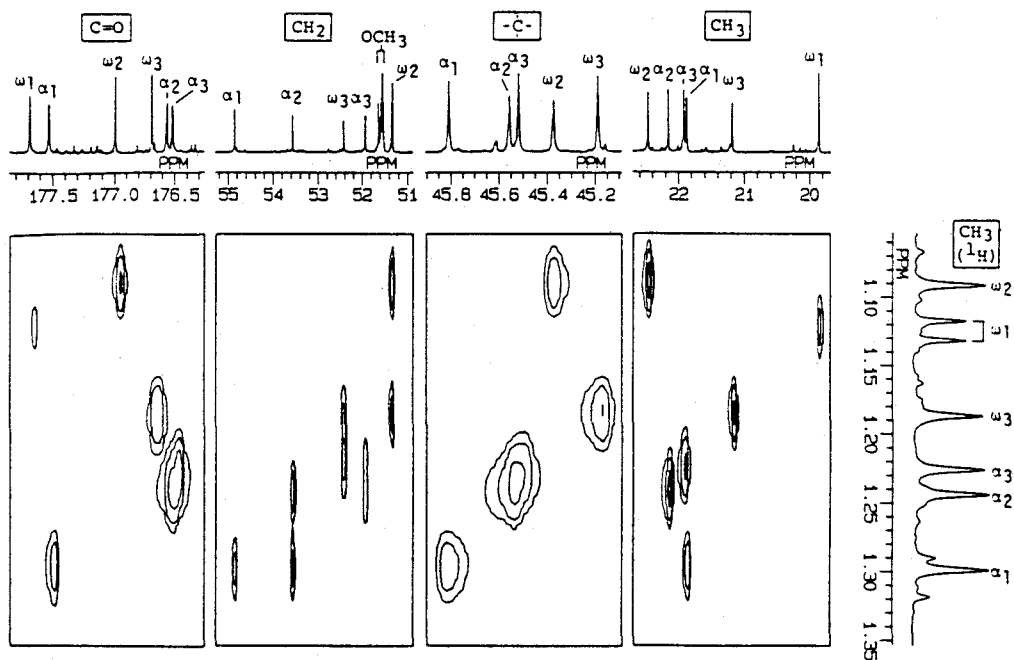 C=O
CH2
-C-
CH3
ω1
α1
ω2
ω3
α2
α3
α1
α2
ω3
α3
OCH3
ω2
α1
α2
α3
ω2
ω3
ω2
α2
α3
α1
ω3
ω1
PPM
PPM
PPM
PPM
177.5 177.0 176.5
55 54 53 52 51
45.8 45.6 45.4 45.2
22 21 20
CH3
(1H)
PPM
1.10
1.15
1.20
1.25
1.30
1.35
ω2
ω1
ω3
α3
α2
α1